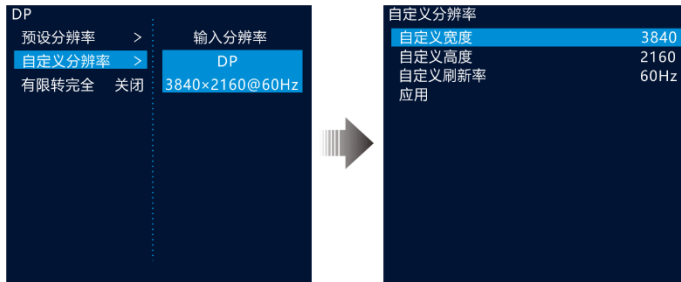 DP
预设分辨率 >
自定义分辨率 >
有限转完全 关闭
输入分辨率
DP
3840×2160@60Hz
自定义分辨率
自定义宽度 3840
自定义高度 2160
自定义刷新率 60Hz
应用